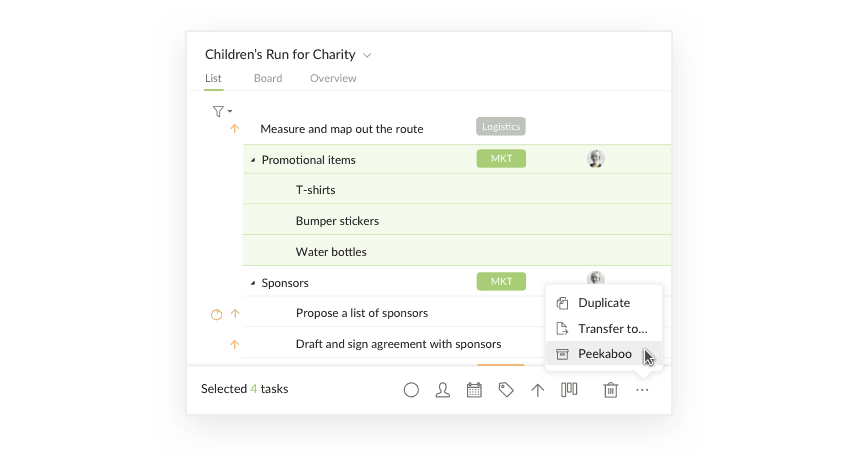 Children's Run for Charity
List Board Overview
Measure and map out the route Logistics
Promotional items MKT
T-shirts
Bumper stickers
Water bottles
Sponsors MKT
Propose a list of sponsors
Draft and sign agreement with sponsors
Duplicate
Transfer to...
Peekaboo
Selected 4 tasks